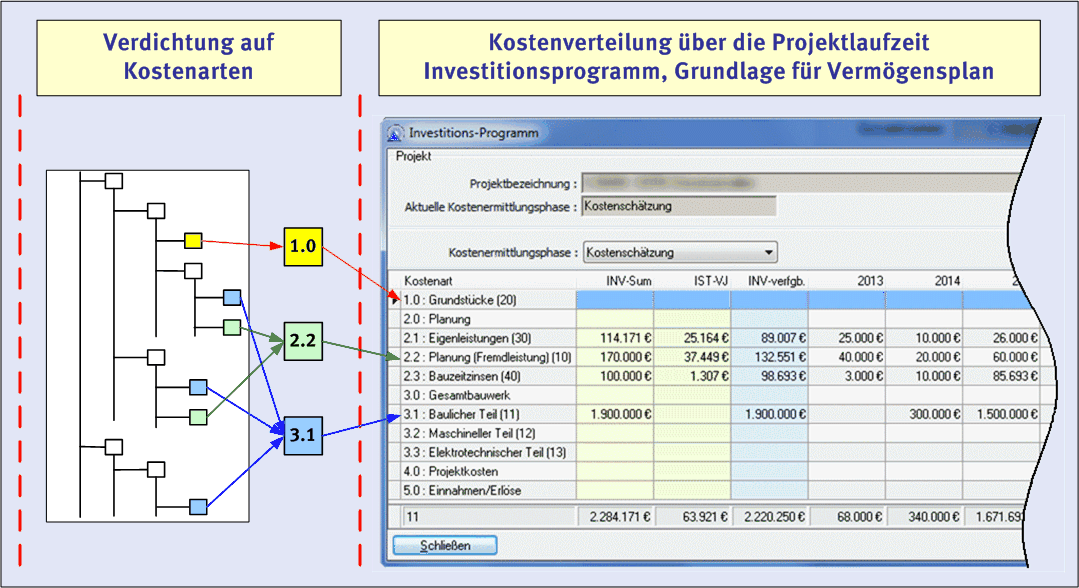 Verdichtung auf
Kostenarten
Kostenverteilung über die Projektlaufzeit
Investitionsprogramm, Grundlage für Vermögensplan
1.0
2.2
3.1
Investitions-Programm
Projekt
Projektbezeichnung :
Aktuelle Kostenermittlungsphase : Kostenschätzung
Kostenermittlungsphase : Kostenschätzung
Kostenart INV-Sum IST-VJ INV-verfgb. 2013 2014 2
1.0 : Grundstücke (20)
2.0 : Planung
2.1 : Eigenleistungen (30) 114.171 € 25.164 € 89.007 € 25.000 € 10.000 € 26.000 €
2.2 : Planung (Fremdleistung) (10) 170.000 € 37.449 € 132.551 € 40.000 € 20.000 € 60.000 €
2.3 : Bauzeitzinsen (40) 100.000 € 1.307 € 98.693 € 3.000 € 10.000 € 85.693 €
3.0 : Gesamtbauwerk
3.1 : Baulicher Teil (11) 1.900.000 € 1.900.000 € 300.000 € 1.500.000 €
3.2 : Maschineller Teil (12)
3.3 : Elektrotechnischer Teil (13)
4.0 : Projektkosten
5.0 : Einnahmen/Erlöse
11 2.284.171 € 63.921 € 2.220.250 € 68.000 € 340.000 € 1.671.69
Schließen